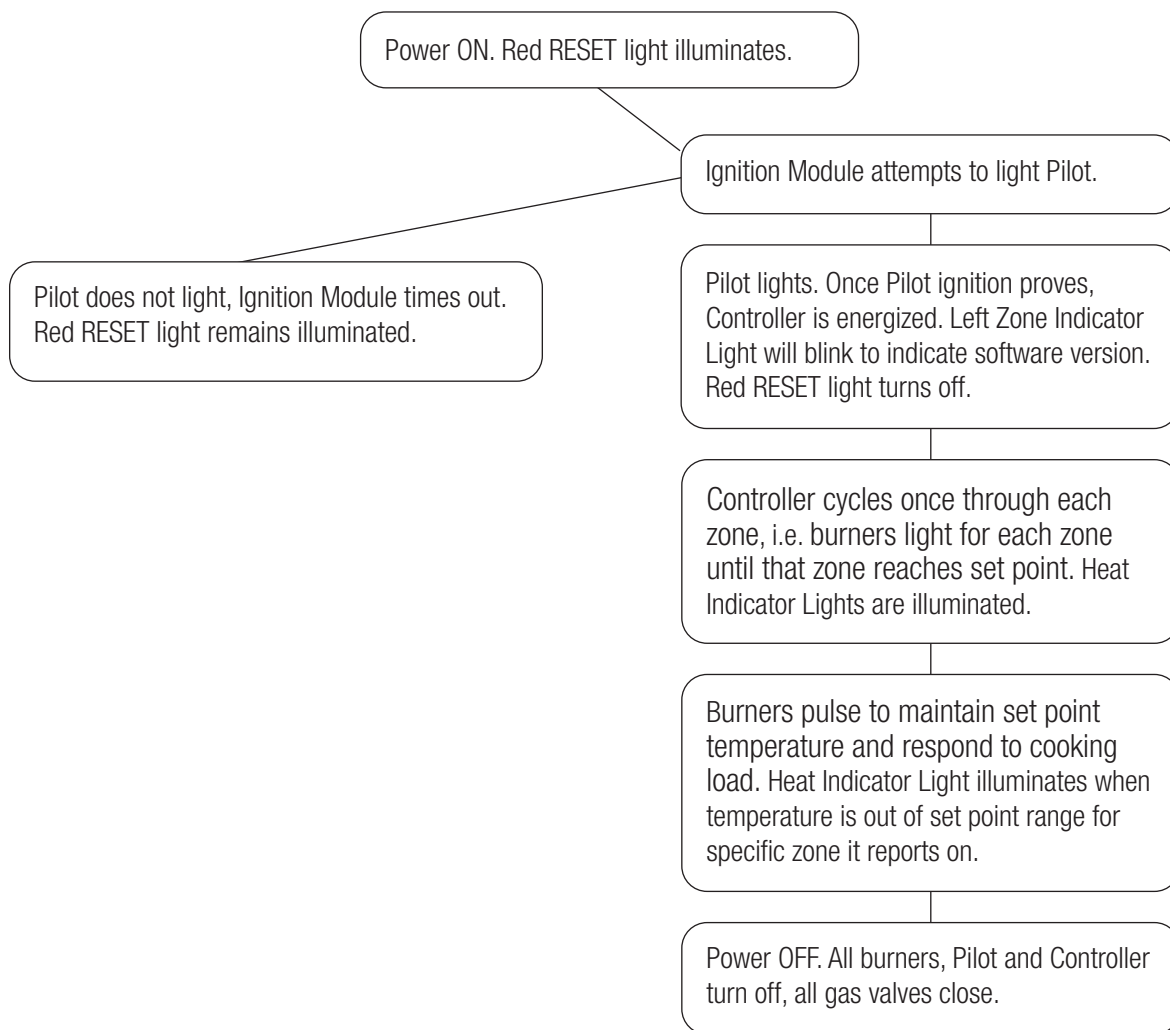 Power ON. Red RESET light illuminates.
Ignition Module attempts to light Pilot.
Pilot does not light, Ignition Module times out.
Red RESET light remains illuminated.
Pilot lights. Once Pilot ignition proves,
Controller is energized. Left Zone Indicator
Light will blink to indicate software version.
Red RESET light turns off.
Controller cycles once through each
zone, i.e. burners light for each zone
until that zone reaches set point. Heat
Indicator Lights are illuminated.
Burners pulse to maintain set point
temperature and respond to cooking
load. Heat Indicator Light illuminates when
temperature is out of set point range for
specific zone it reports on.
Power OFF. All burners, Pilot and Controller
turn off, all gas valves close.